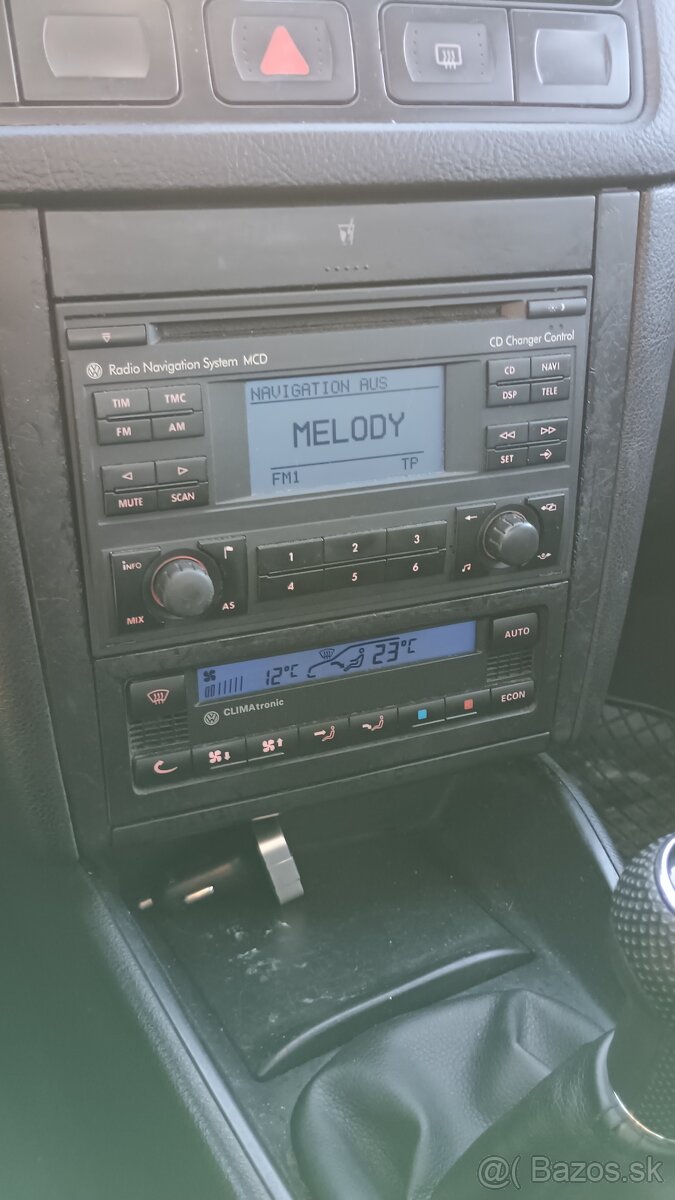 Radio Navigation System MCD
CD Changer Control
TIM TMC
FM AM
MUTE SCAN
NAVIGATION AUS
MELODY
FM1 TP
CD NAVI
DSP TELE
SET
INFO
MIX AS
1 2 3
4 5 6
12°C 23°C
AUTO
CLIMAtronic
ECON
@( Bazos.sk